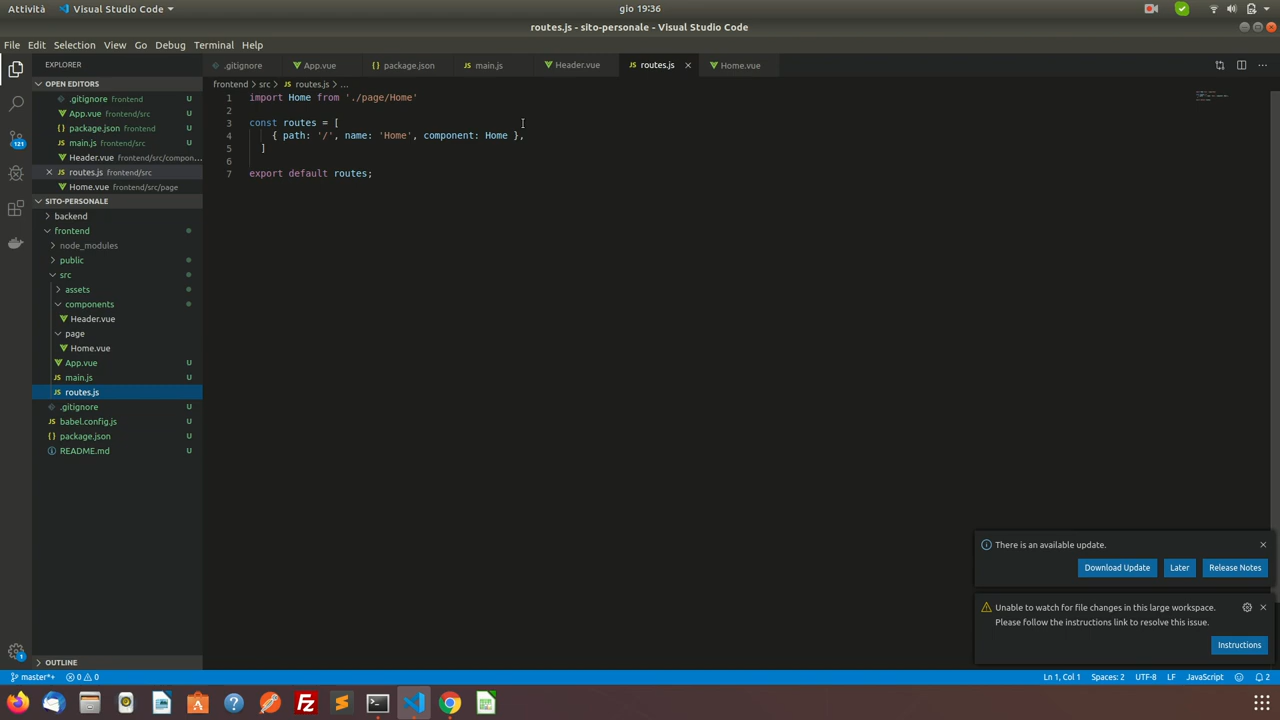 Attività
Visual Studio Code
gio 19:36
routes.js - sito-personale - Visual Studio Code
File Edit Selection View Go Debug Terminal Help
EXPLORER
.gitignore
App.vue
package.json
main.js
Header.vue
routes.js
Home.vue
OPEN EDITORS
.gitignore frontend U
App.vue frontend/src U
package.json frontend U
main.js frontend/src U
Header.vue frontend/src/compon...
routes.js frontend/src
Home.vue frontend/src/page
SITO-PERSONALE
backend
frontend
node_modules
public
src
assets
components
Header.vue
page
Home.vue
App.vue U
main.js U
routes.js
.gitignore U
babel.config.js U
package.json U
README.md U
OUTLINE
121
1
frontend > src > JS routes.js > ...
1 import Home from './page/Home'
2
3 const routes = [
4 { path: '/', name: 'Home', component: Home },
5 ]
6
7 export default routes;
There is an available update.
Download Update Later Release Notes
Unable to watch for file changes in this large workspace.
Please follow the instructions link to resolve this issue.
Instructions
master*+ 0 0 Ln 1, Col 1 Spaces: 2 UTF-8 LF JavaScript 2